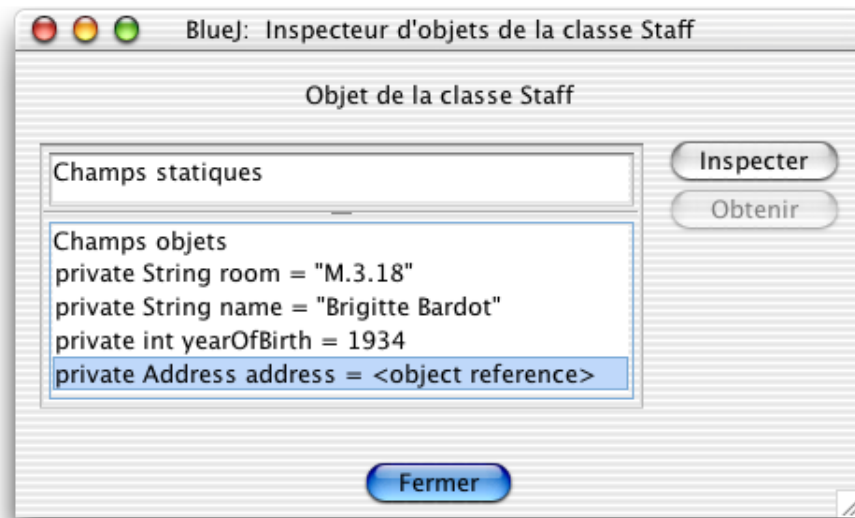 BlueJ: Inspecteur d'objets de la classe Staff
Objet de la classe Staff
Champs statiques
Inspecter
Obtenir
Champs objets
private String room = "M.3.18"
private String name = "Brigitte Bardot"
private int yearOfBirth = 1934
private Address address = <object reference>
Fermer